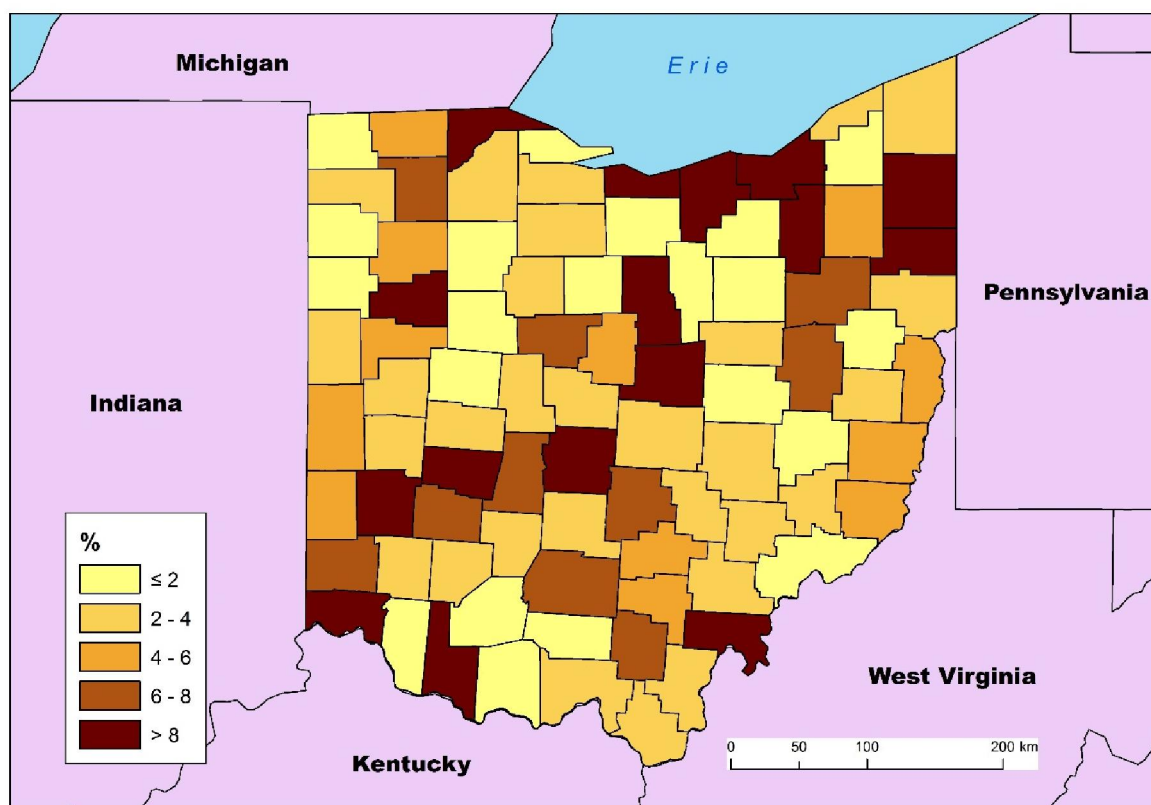 Michigan
Erie
Pennsylvania
Indiana
%
≤ 2
2 - 4
4 - 6
6 - 8
> 8
West Virginia
Kentucky
0 50 100 200 km